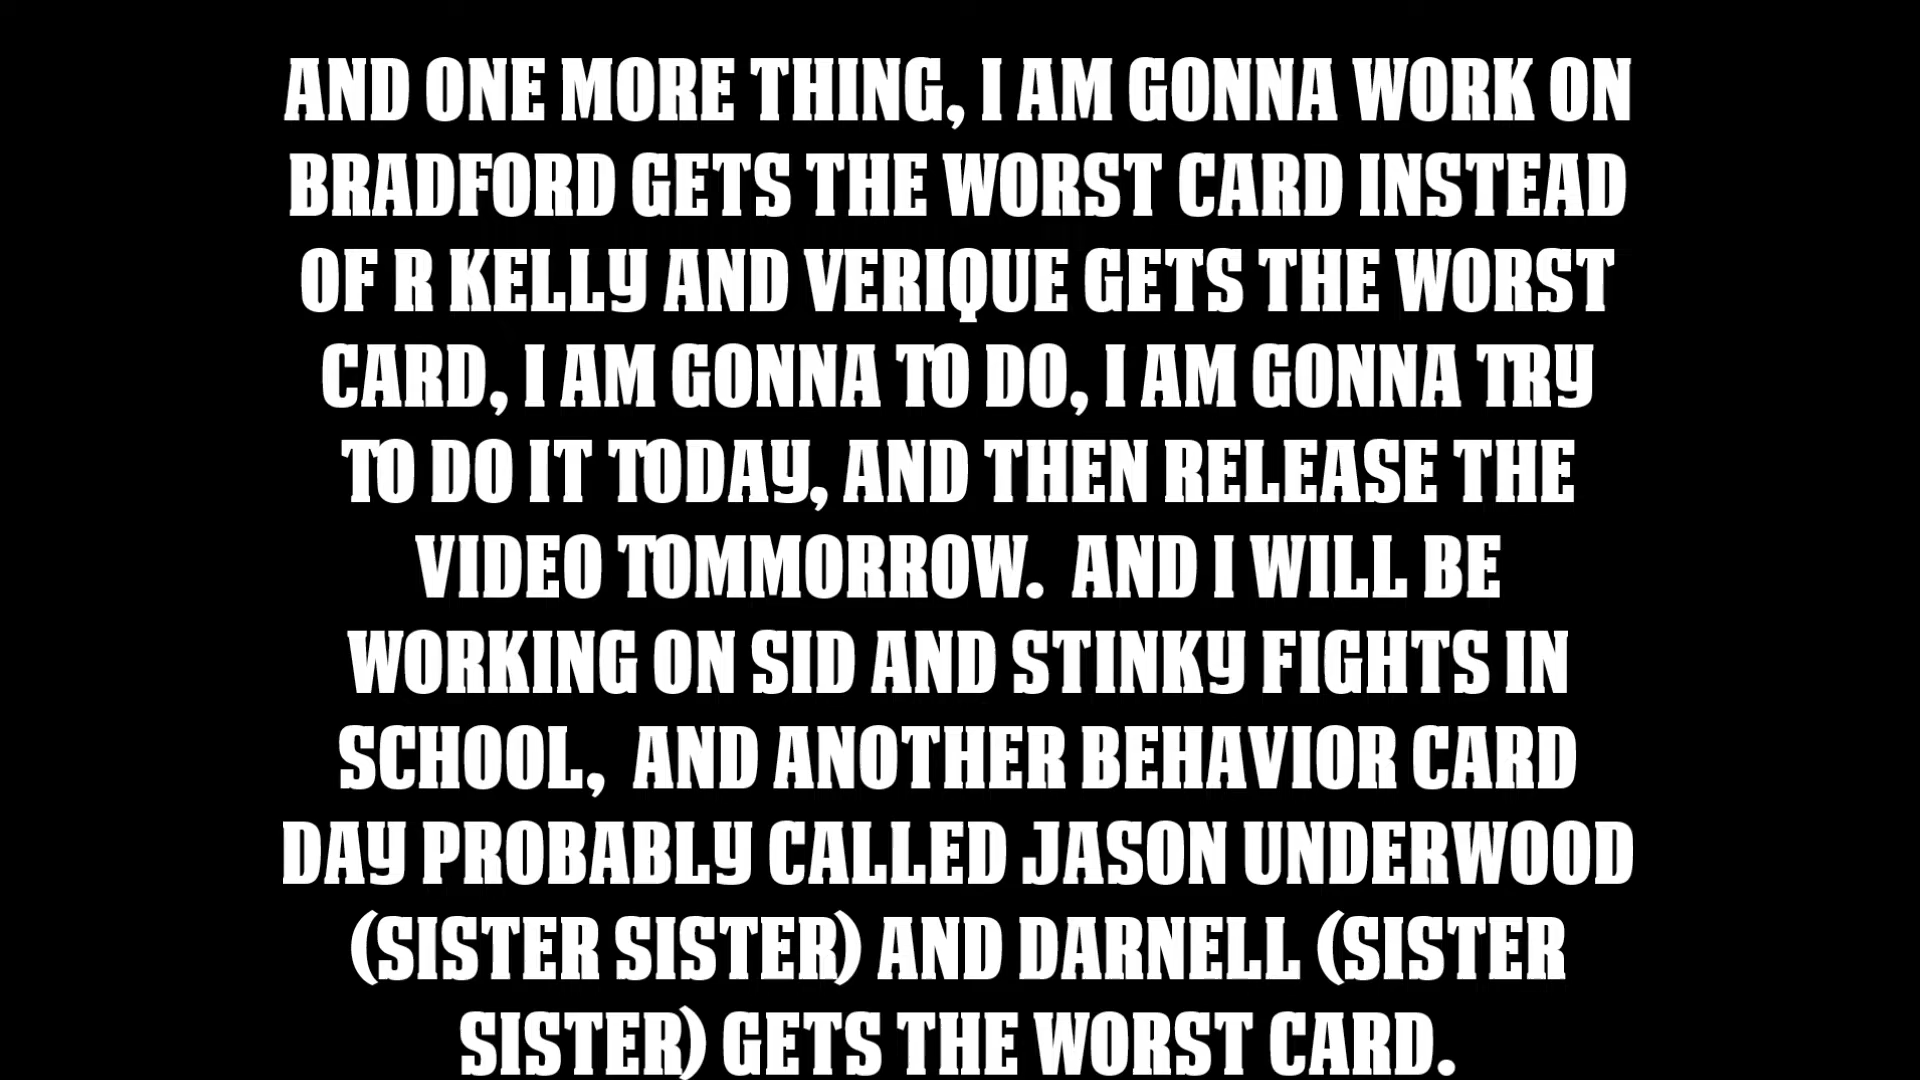 AND ONE MORE THING, I AM GONNA WORK ON
BRADFORD GETS THE WORST CARD INSTEAD
OF R KELLY AND VERIQUE GETS THE WORST
CARD, I AM GONNA TO DO, I AM GONNA TRY
TO DO IT TODAY, AND THEN RELEASE THE
VIDEO TOMMORROW.  AND I WILL BE
WORKING ON SID AND STINKY FIGHTS IN
SCHOOL,  AND ANOTHER BEHAVIOR CARD
DAY PROBABLY CALLED JASON UNDERWOOD
(SISTER SISTER) AND DARNELL (SISTER
SISTER) GETS THE WORST CARD.